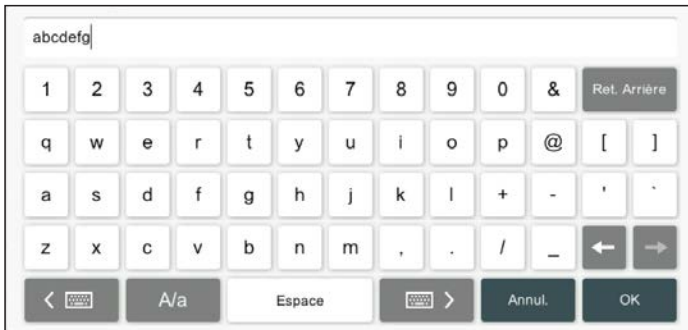 abcdefg
1 2 3 4 5 6 7 8 9 0 & Ret. Arrière
q w e r t y u i o p @ [ ]
a s d f g h j k l + - ' `
z x c v b n m , . / _ ← →
< A/a Espace > Annul. OK